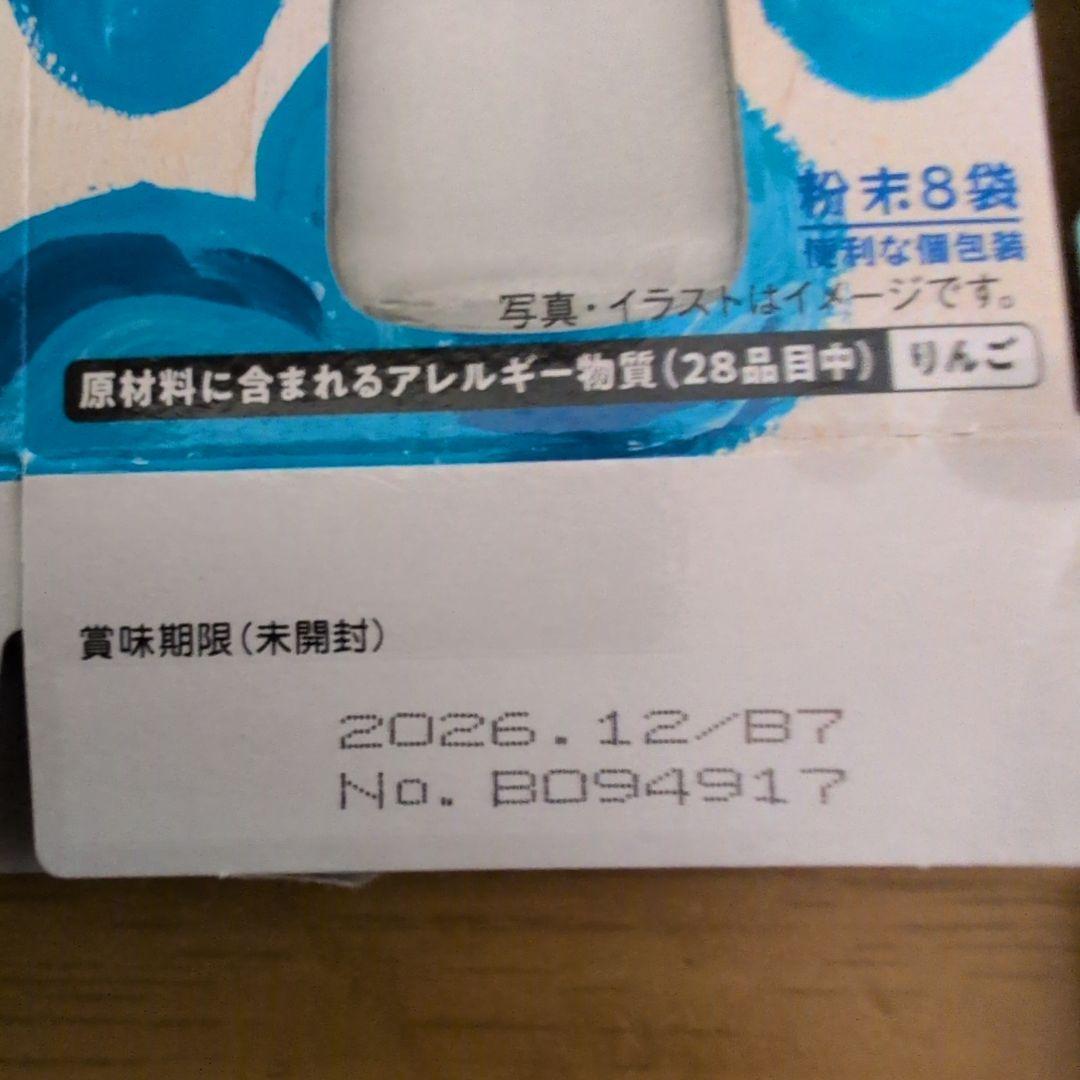 粉末8袋
便利な個包装
写真・イラストはイメージです。
原材料に含まれるアレルギー物質(28品目中) りんご
賞味期限(未開封)
2026.12/B7
No.B094917